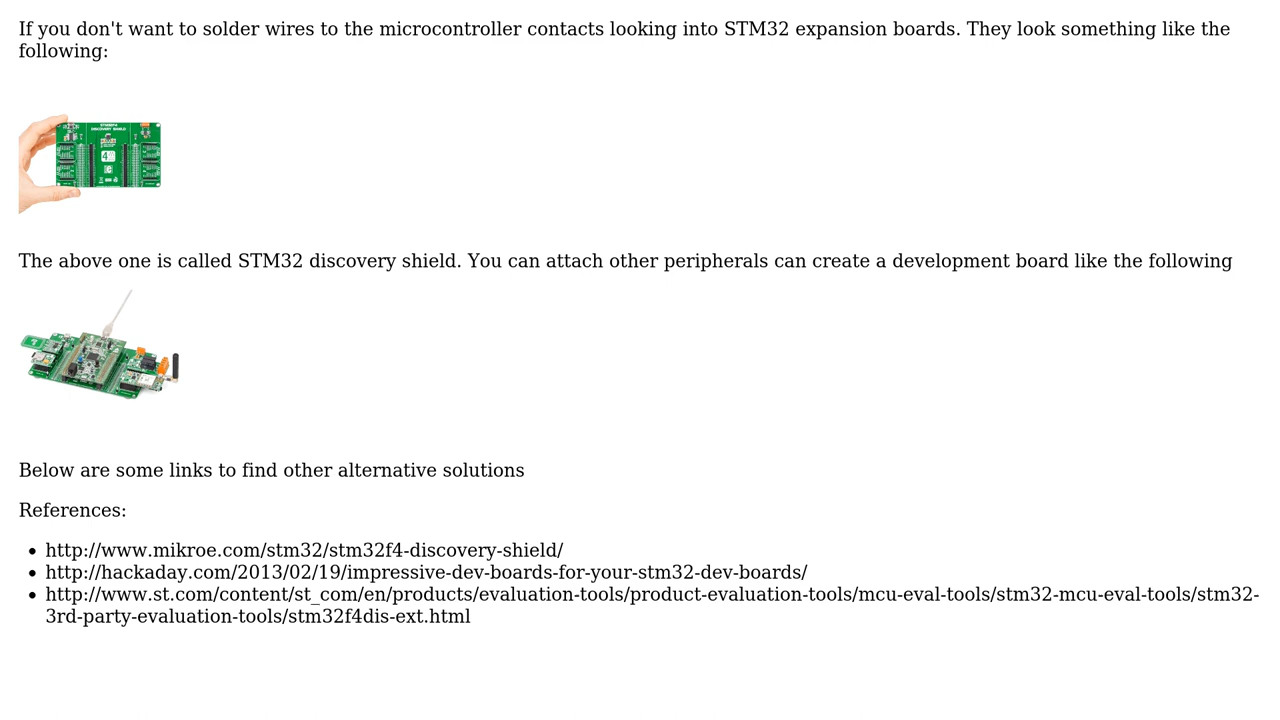 If you don't want to solder wires to the microcontroller contacts looking into STM32 expansion boards. They look something like the
following:
STM32F4
DISCOVERY SHIELD
The above one is called STM32 discovery shield. You can attach other peripherals can create a development board like the following
Below are some links to find other alternative solutions
References:
• http://www.mikroe.com/stm32/stm32f4-discovery-shield/
• http://hackaday.com/2013/02/19/impressive-dev-boards-for-your-stm32-dev-boards/
• http://www.st.com/content/st_com/en/products/evaluation-tools/product-evaluation-tools/mcu-eval-tools/stm32-mcu-eval-tools/stm32-
3rd-party-evaluation-tools/stm32f4dis-ext.html